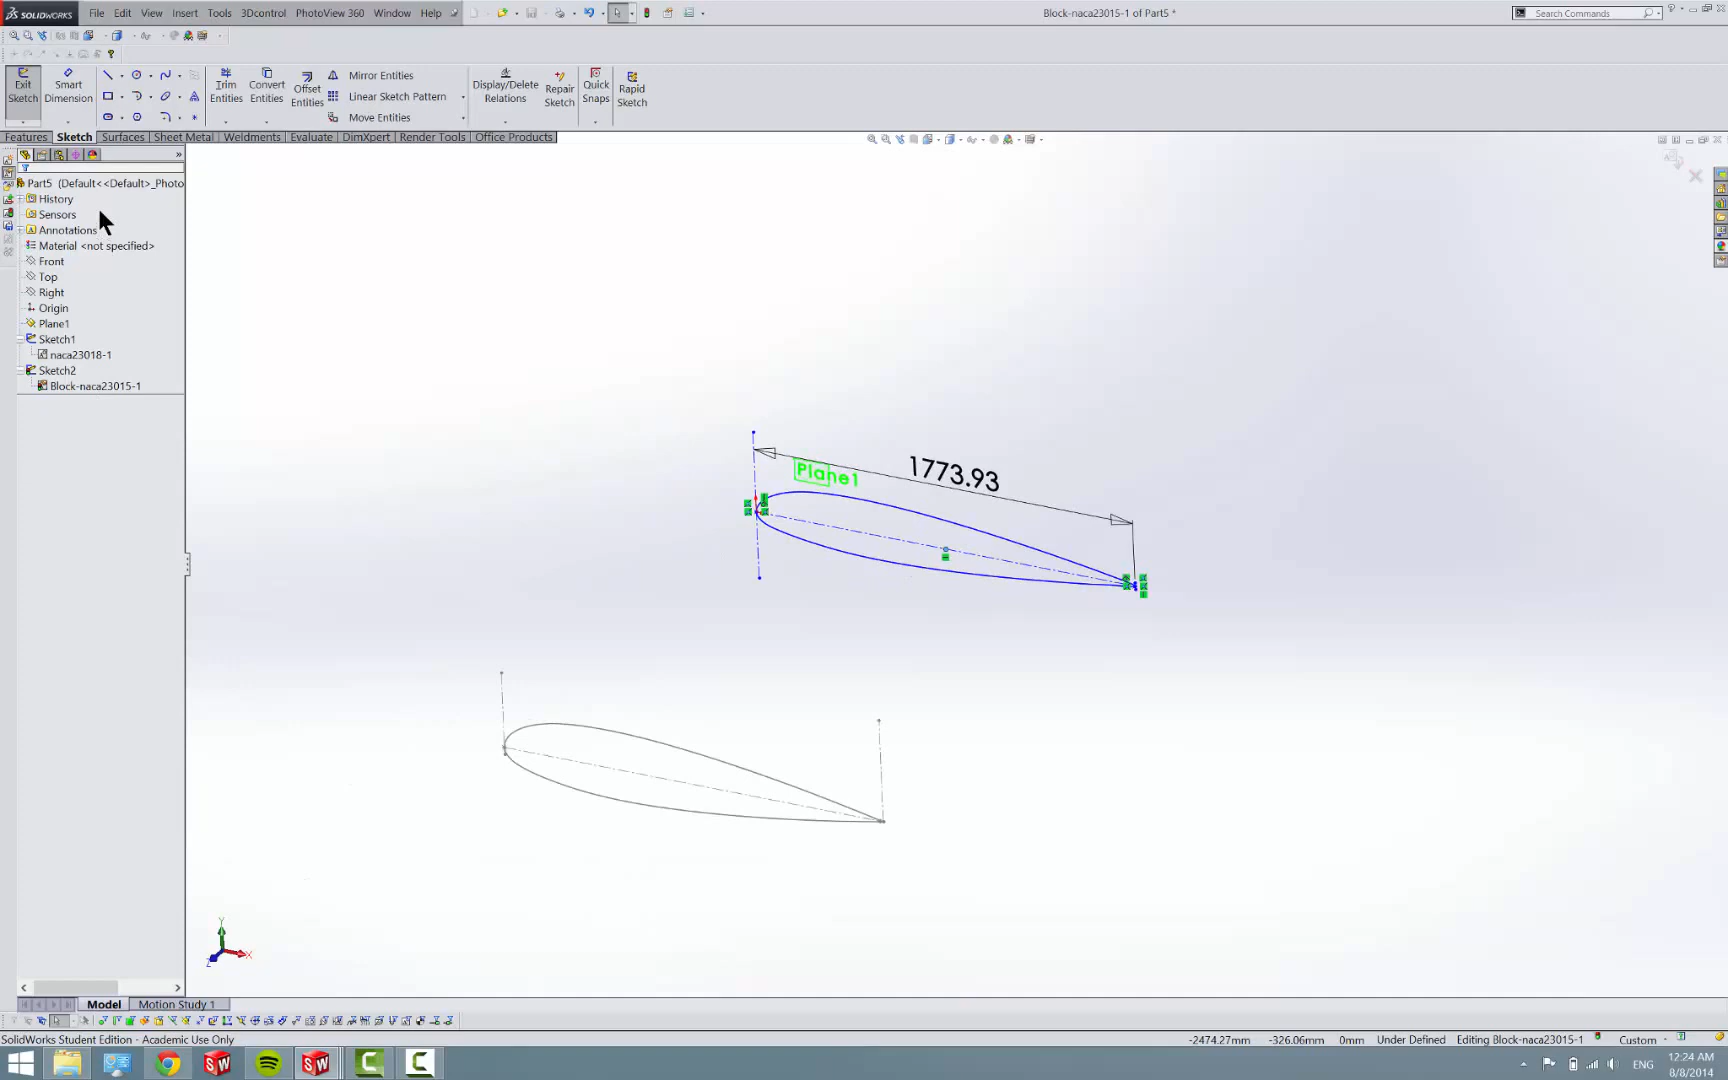 SOLIDWORKS File Edit View Insert Tools 3Dcontrol PhotoView 360 Window Help Block-naca23015-1 of Part5 * Search Commands
Exit Sketch
Smart Dimension
Trim Entities
Convert Entities
Offset Entities
Mirror Entities
Linear Sketch Pattern
Move Entities
Display/Delete Relations
Repair Sketch
Quick Snaps
Rapid Sketch
Features Sketch Surfaces Sheet Metal Weldments Evaluate DimXpert Render Tools Office Products
Part5 (Default<<Default>_Photo
History
Sensors
Annotations
Material <not specified>
Front
Top
Right
Origin
Plane1
Sketch1
naca23018-1
Sketch2
Block-naca23015-1
1773.93
Plane1
Y
X
Z
Model Motion Study 1
SolidWorks Student Edition - Academic Use Only -2474.27mm -326.06mm 0mm Under Defined Editing Block-naca23015-1 Custom
ENG
12:24 AM
8/8/2014